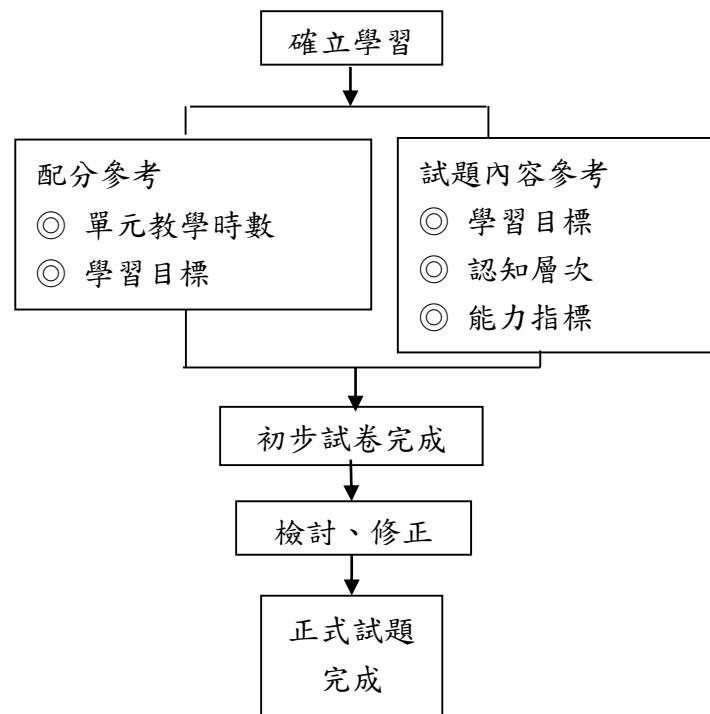 確立學習
配分參考
◎ 單元教學時數
◎ 學習目標
試題內容參考
◎ 學習目標
◎ 認知層次
◎ 能力指標
初步試卷完成
檢討、修正
正式試題
完成